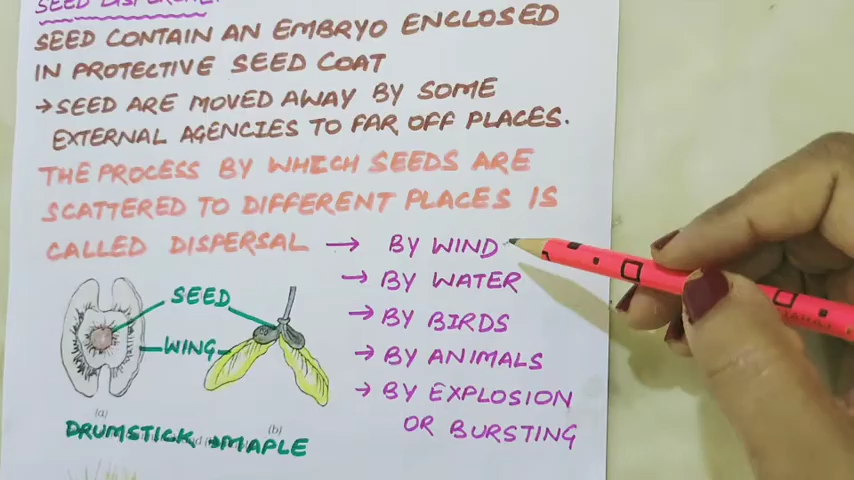 SEED DISPERSAL:
SEED CONTAIN AN EMBRYO ENCLOSED
IN PROTECTIVE SEED COAT
→SEED ARE MOVED AWAY BY SOME
EXTERNAL AGENCIES TO FAR OFF PLACES.
THE PROCESS BY WHICH SEEDS ARE
SCATTERED TO DIFFERENT PLACES IS
CALLED DISPERSAL → BY WIND
→ BY WATER
→ BY BIRDS
→ BY ANIMALS
→ BY EXPLOSION
OR BURSTING
SEED
WING
(a)
(b)
DRUMSTICK
MAPLE